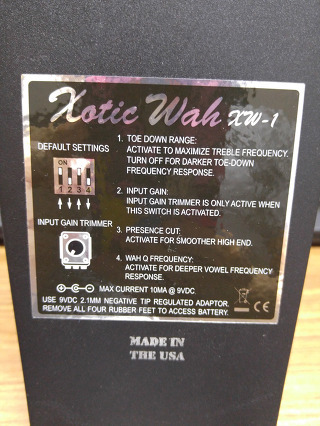 Xotic Wah XW-1
DEFAULT SETTINGS
ON
1 2 3 4
INPUT GAIN TRIMMER
1. TOE DOWN RANGE:
ACTIVATE TO MAXIMIZE TREBLE FREQUENCY.
TURN OFF FOR DARKER TOE-DOWN
FREQUENCY RESPONSE.
2. INPUT GAIN:
INPUT GAIN TRIMMER IS ONLY ACTIVE WHEN
THIS SWITCH IS ACTIVATED.
3. PRESENCE CUT:
ACTIVATE FOR SMOOTHER HIGH END.
4. WAH Q FREQUENCY:
ACTIVATE FOR DEEPER VOWEL FREQUENCY
RESPONSE.
MAX CURRENT 10MA @ 9VDC
USE 9VDC 2.1MM NEGATIVE TIP REGULATED ADAPTOR.
REMOVE ALL FOUR RUBBER FEET TO ACCESS BATTERY.
CE
MADE IN
THE USA